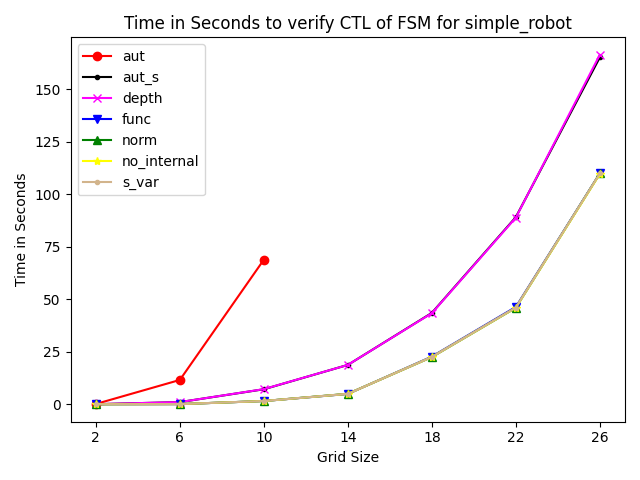 Time in Seconds to verify CTL of FSM for simple_robot
aut
aut_s
depth
func
norm
no_internal
s_var
Time in Seconds
150
125
100
75
50
25
0
2 6 10 14 18 22 26
Grid Size